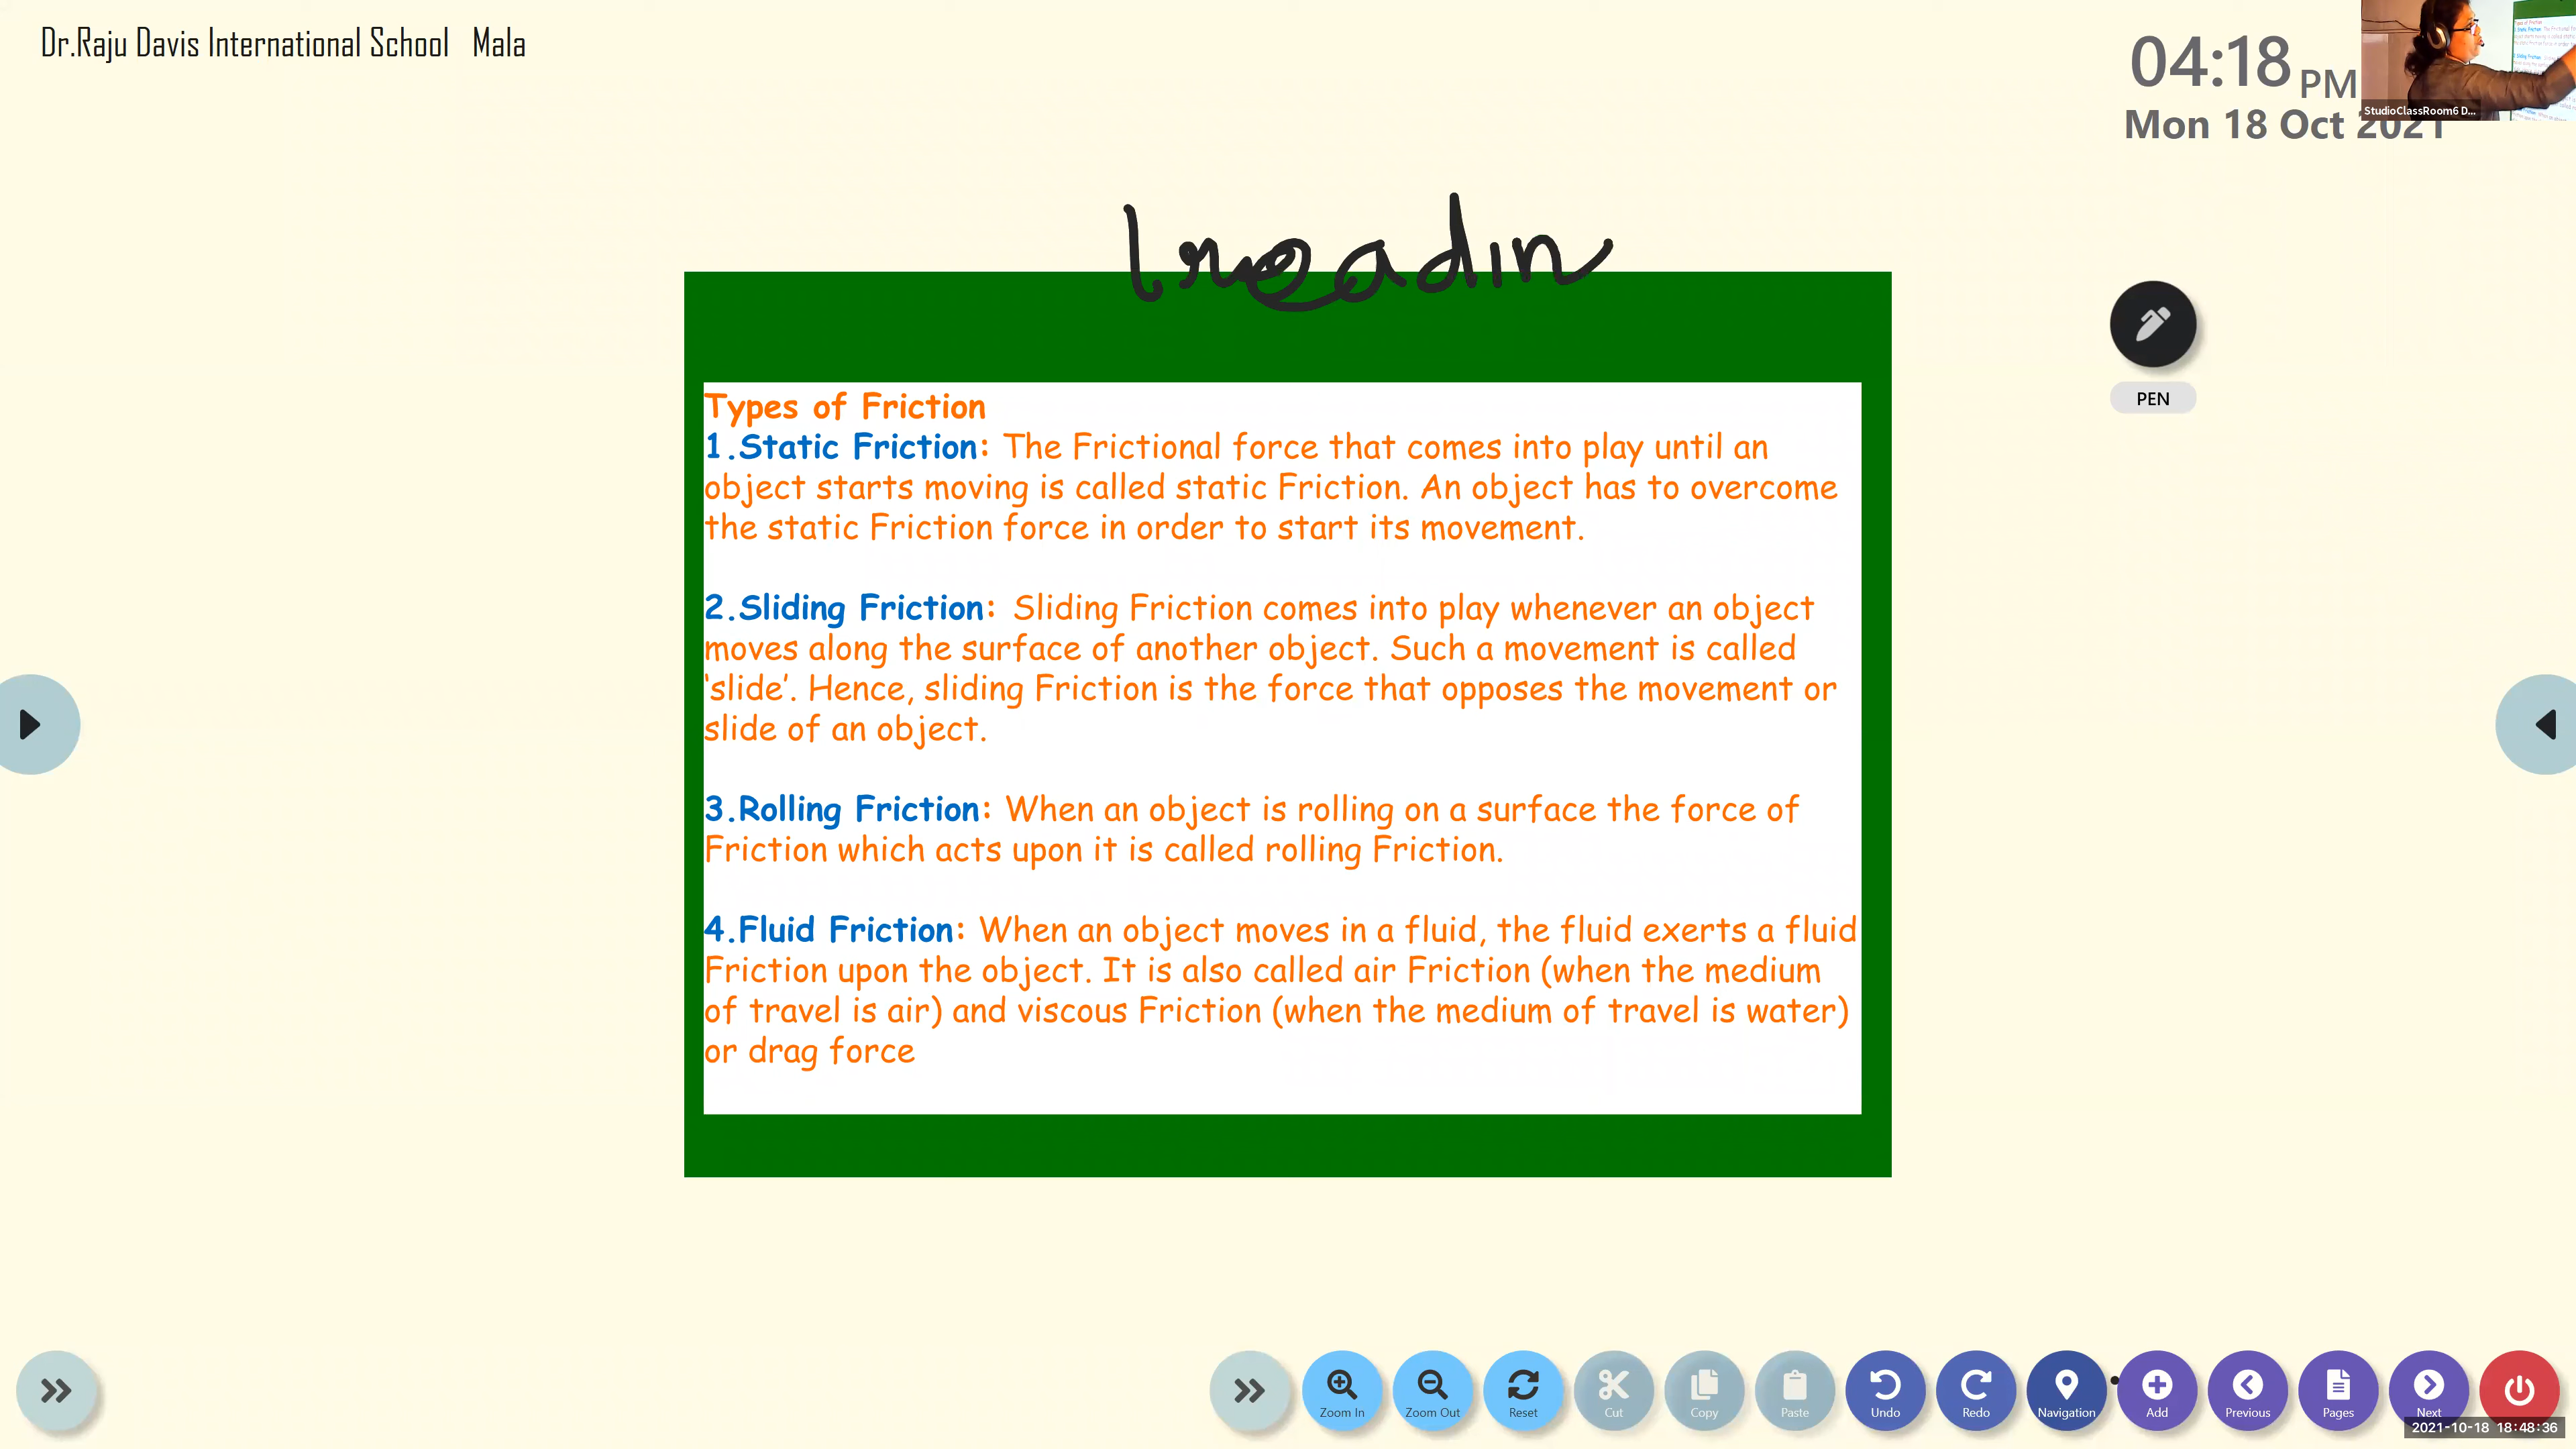 Dr.Raju Davis International School Mala
04:18 PM
Mon 18 Oct 2021
StudioClassRoom6 D...
PEN
Types of Friction
1.Static Friction: The Frictional force that comes into play until an
object starts moving is called static Friction. An object has to overcome
the static Friction force in order to start its movement.
2.Sliding Friction: Sliding Friction comes into play whenever an object
moves along the surface of another object. Such a movement is called
‘slide’. Hence, sliding Friction is the force that opposes the movement or
slide of an object.
3.Rolling Friction: When an object is rolling on a surface the force of
Friction which acts upon it is called rolling Friction.
4.Fluid Friction: When an object moves in a fluid, the fluid exerts a fluid
Friction upon the object. It is also called air Friction (when the medium
of travel is air) and viscous Friction (when the medium of travel is water)
or drag force
Zoom In Zoom Out Reset Cut Copy Paste Undo Redo Navigation Add Previous Pages Next
2021-10-18 18:48:36